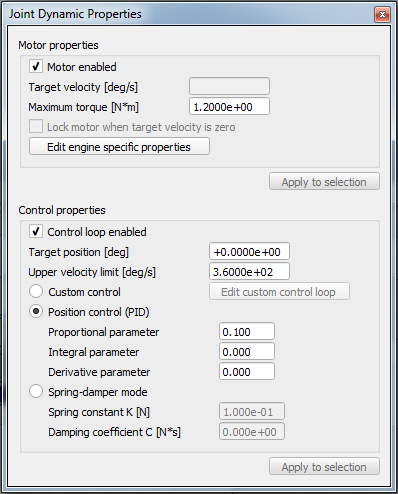 Joint Dynamic Properties
Motor properties
Motor enabled
Target velocity [deg/s]
Maximum torque [N*m] 1.2000e+00
Lock motor when target velocity is zero
Edit engine specific properties
Apply to selection
Control properties
Control loop enabled
Target position [deg] +0.0000e+00
Upper velocity limit [deg/s] 3.6000e+02
Custom control Edit custom control loop
Position control (PID)
Proportional parameter 0.100
Integral parameter 0.000
Derivative parameter 0.000
Spring-damper mode
Spring constant K [N] 1.000e-01
Damping coefficient C [N*s] 0.000e+00
Apply to selection